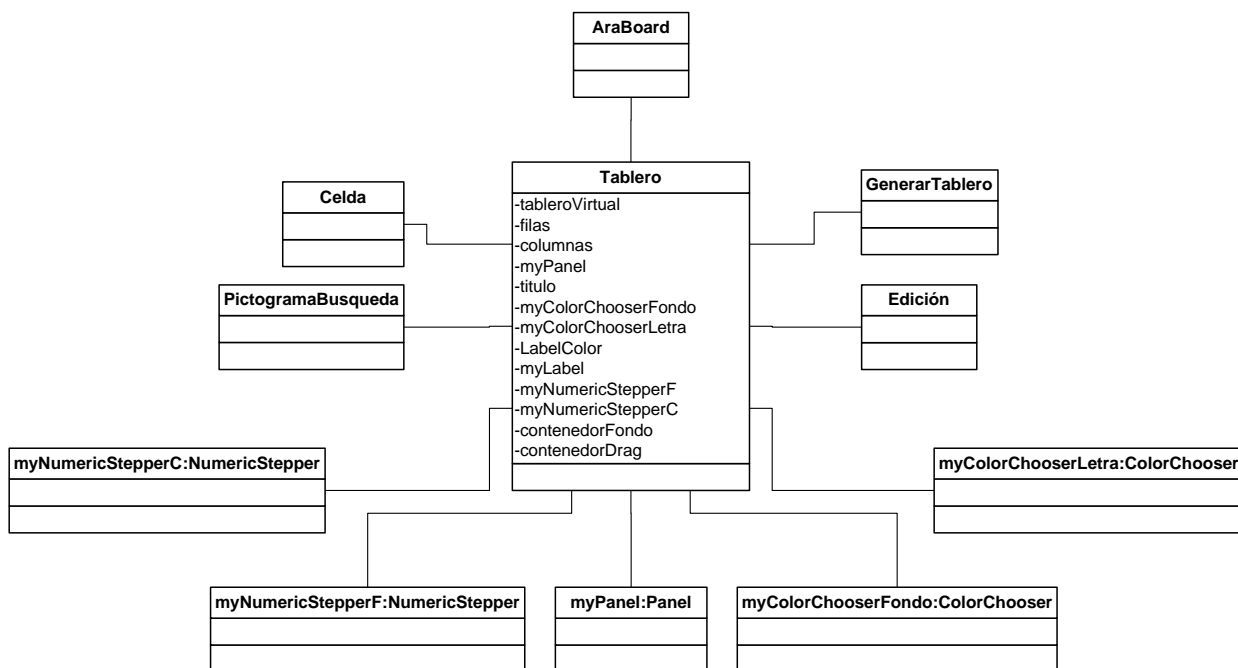 AraBoard
Tablero
-tableroVirtual
-filas
-columnas
-myPanel
-titulo
-myColorChooserFondo
-myColorChooserLetra
-LabelColor
-myLabel
-myNumericStepperF
-myNumericStepperC
-contenedorFondo
-contenedorDrag
Celda
GenerarTablero
PictogramaBusqueda
Edición
myNumericStepperC:NumericStepper
myColorChooserLetra:ColorChooser
myNumericStepperF:NumericStepper
myPanel:Panel
myColorChooserFondo:ColorChooser